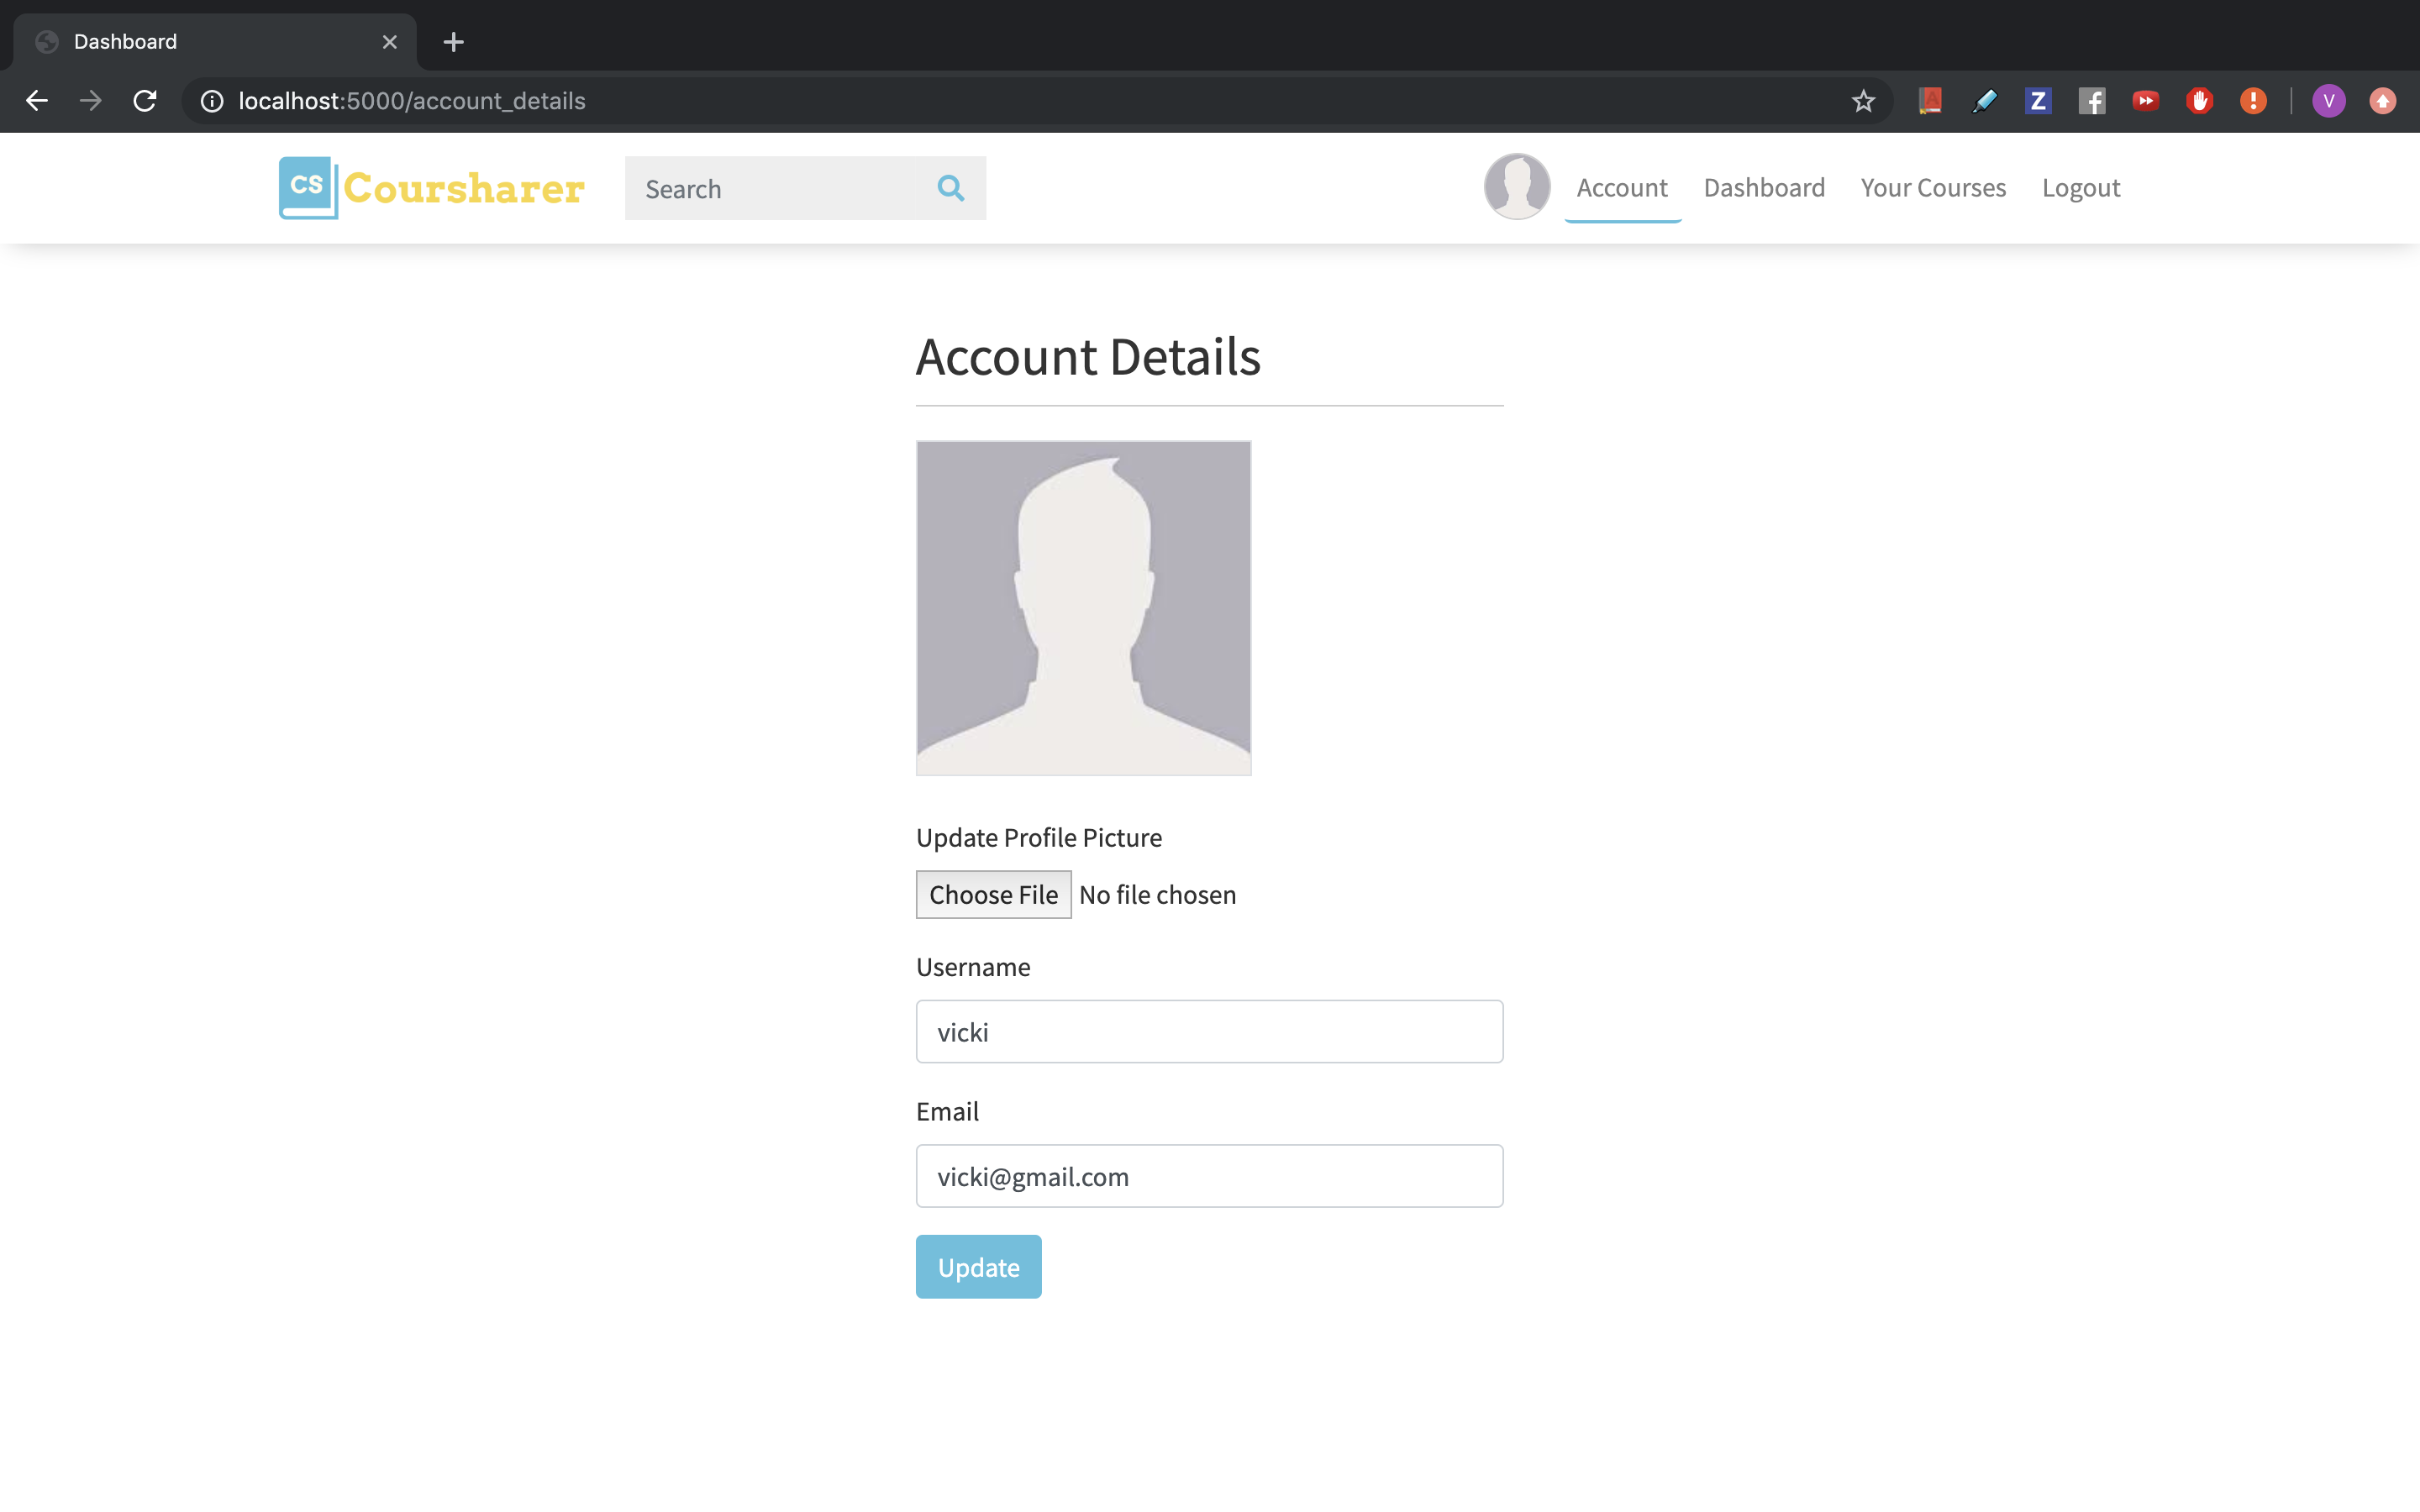 Dashboard
localhost:5000/account_details
Z
V
CS Coursharer
Search
Account Dashboard Your Courses Logout
Account Details
Update Profile Picture
Choose File No file chosen
Username
vicki
Email
vicki@gmail.com
Update